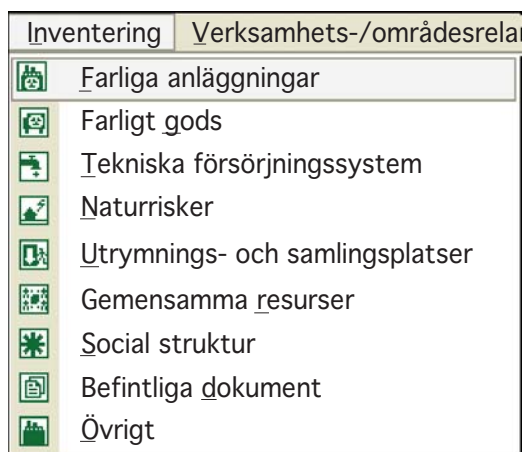 Inventering Verksamhets-/områdesrela
Farliga anläggningar
Farligt gods
Tekniska försörjningssystem
Naturrisker
Utrymnings- och samlingsplatser
Gemensamma resurser
Social struktur
Befintliga dokument
Övrigt